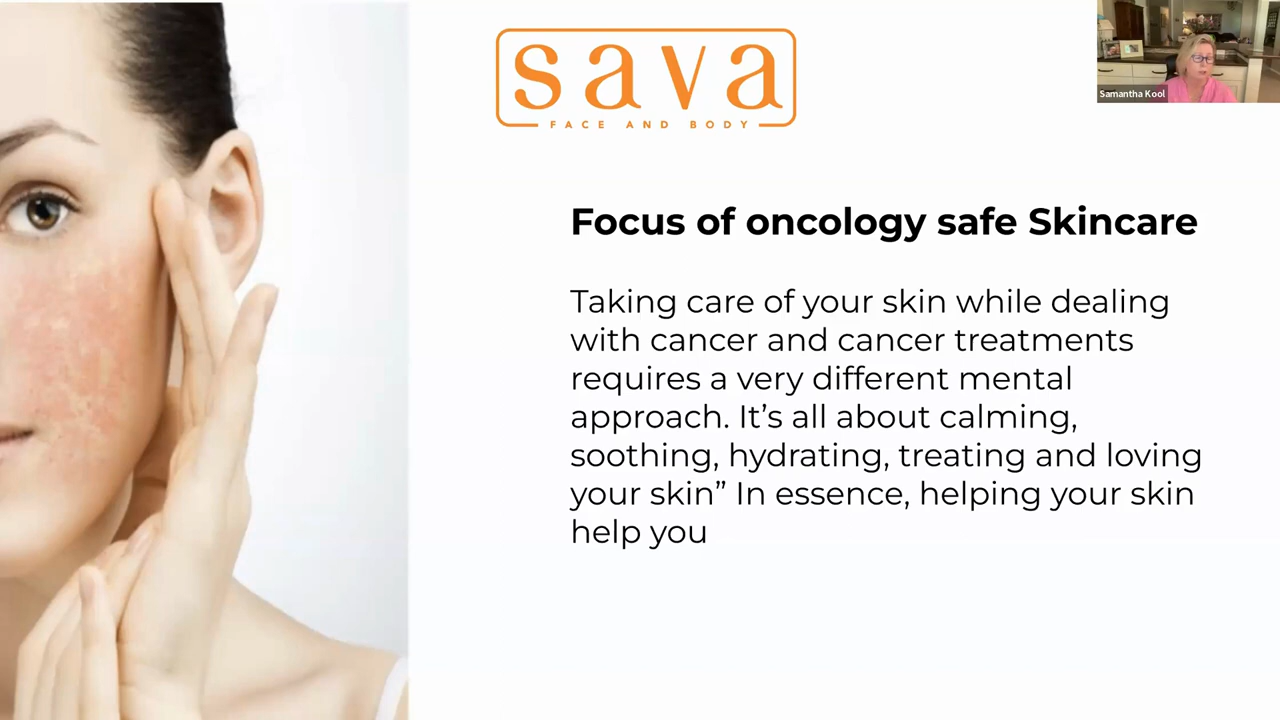 sava
FACE AND BODY
Samantha Kool
Focus of oncology safe Skincare
Taking care of your skin while dealing
with cancer and cancer treatments
requires a very different mental
approach. It’s all about calming,
soothing, hydrating, treating and loving
your skin” In essence, helping your skin
help you